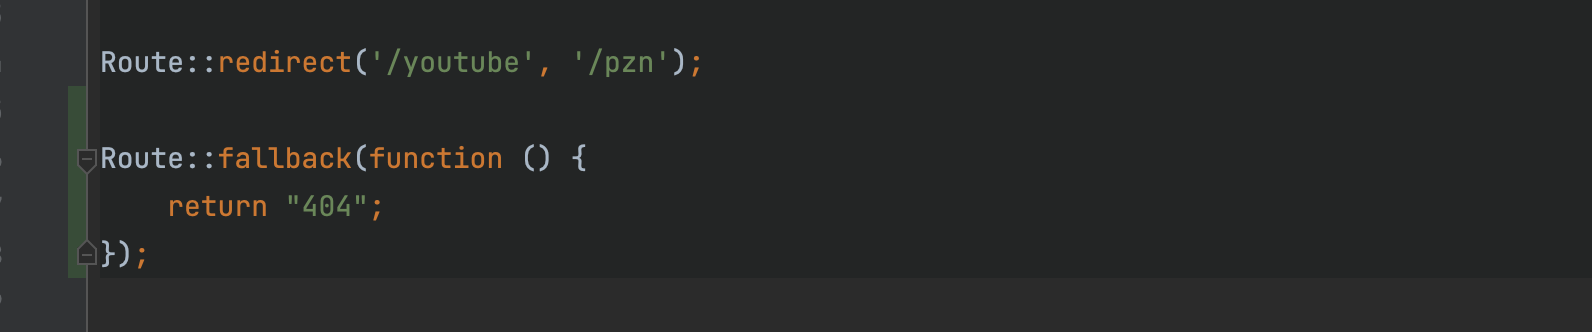 Route::redirect('/youtube', '/pzn');
Route::fallback(function () {
    return "404";
});